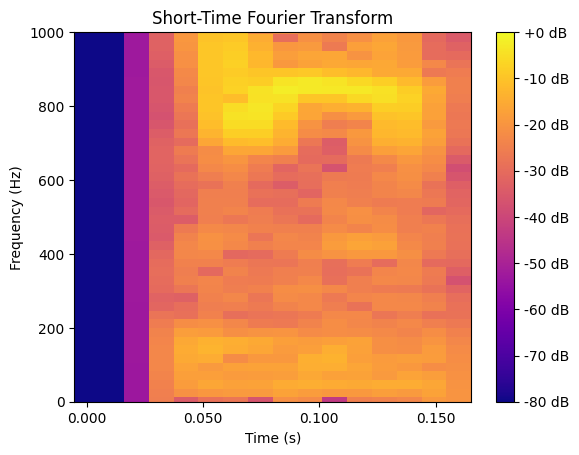 Short-Time Fourier Transform
Frequency (Hz)
1000
800
600
400
200
0
0.000
0.050
0.100
0.150
Time (s)
+0 dB
-10 dB
-20 dB
-30 dB
-40 dB
-50 dB
-60 dB
-70 dB
-80 dB